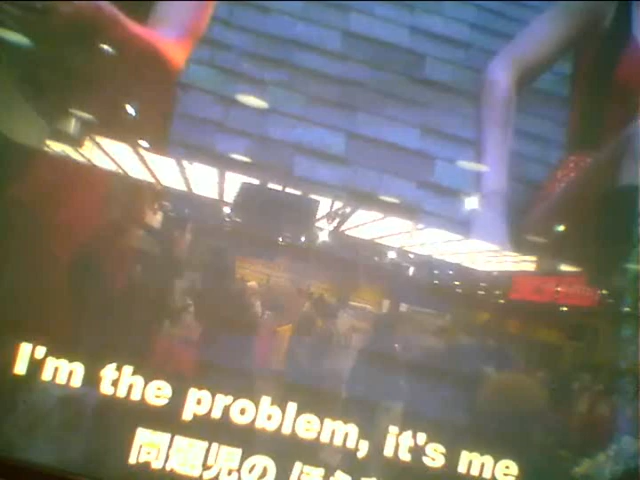 I'm the problem, it's me
問題児の